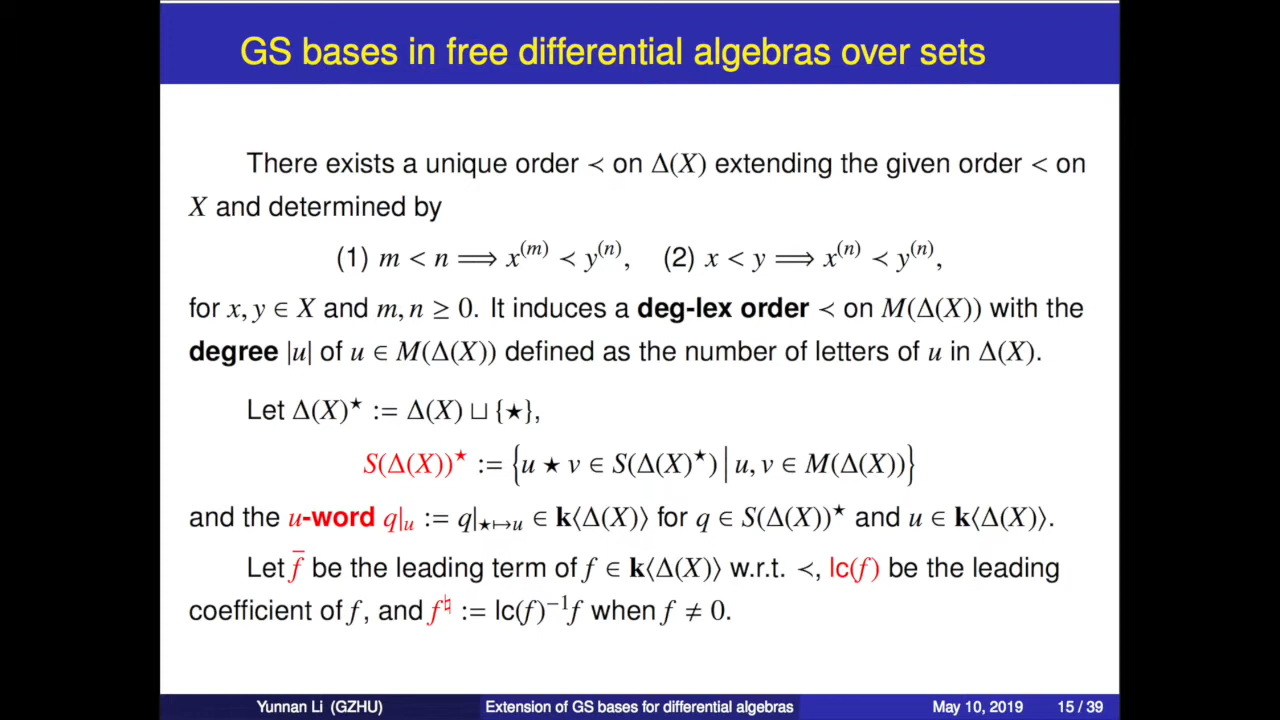 GS bases in free differential algebras over sets
There exists a unique order ≺ on Δ(X) extending the given order < on
X and determined by
(1) m < n ⟹ x⁽ᵐ⁾ ≺ y⁽ⁿ⁾, (2) x < y ⟹ x⁽ⁿ⁾ ≺ y⁽ⁿ⁾,
for x, y ∈ X and m, n ≥ 0. It induces a deg-lex order ≺ on M(Δ(X)) with the
degree |u| of u ∈ M(Δ(X)) defined as the number of letters of u in Δ(X).
Let Δ(X)^⋆ := Δ(X) ⊔ {⋆},
S(Δ(X))^⋆ := {u ⋆ v ∈ S(Δ(X)^⋆) | u, v ∈ M(Δ(X))}
and the u-word q|_u := q|_{⋆↦u} ∈ k⟨Δ(X)⟩ for q ∈ S(Δ(X))^⋆ and u ∈ k⟨Δ(X)⟩.
Let f̄ be the leading term of f ∈ k⟨Δ(X)⟩ w.r.t. ≺, lc(f) be the leading
coefficient of f, and f^♮ := lc(f)⁻¹f when f ≠ 0.
Yunnan Li (GZHU) Extension of GS bases for differential algebras May 10, 2019 15 / 39